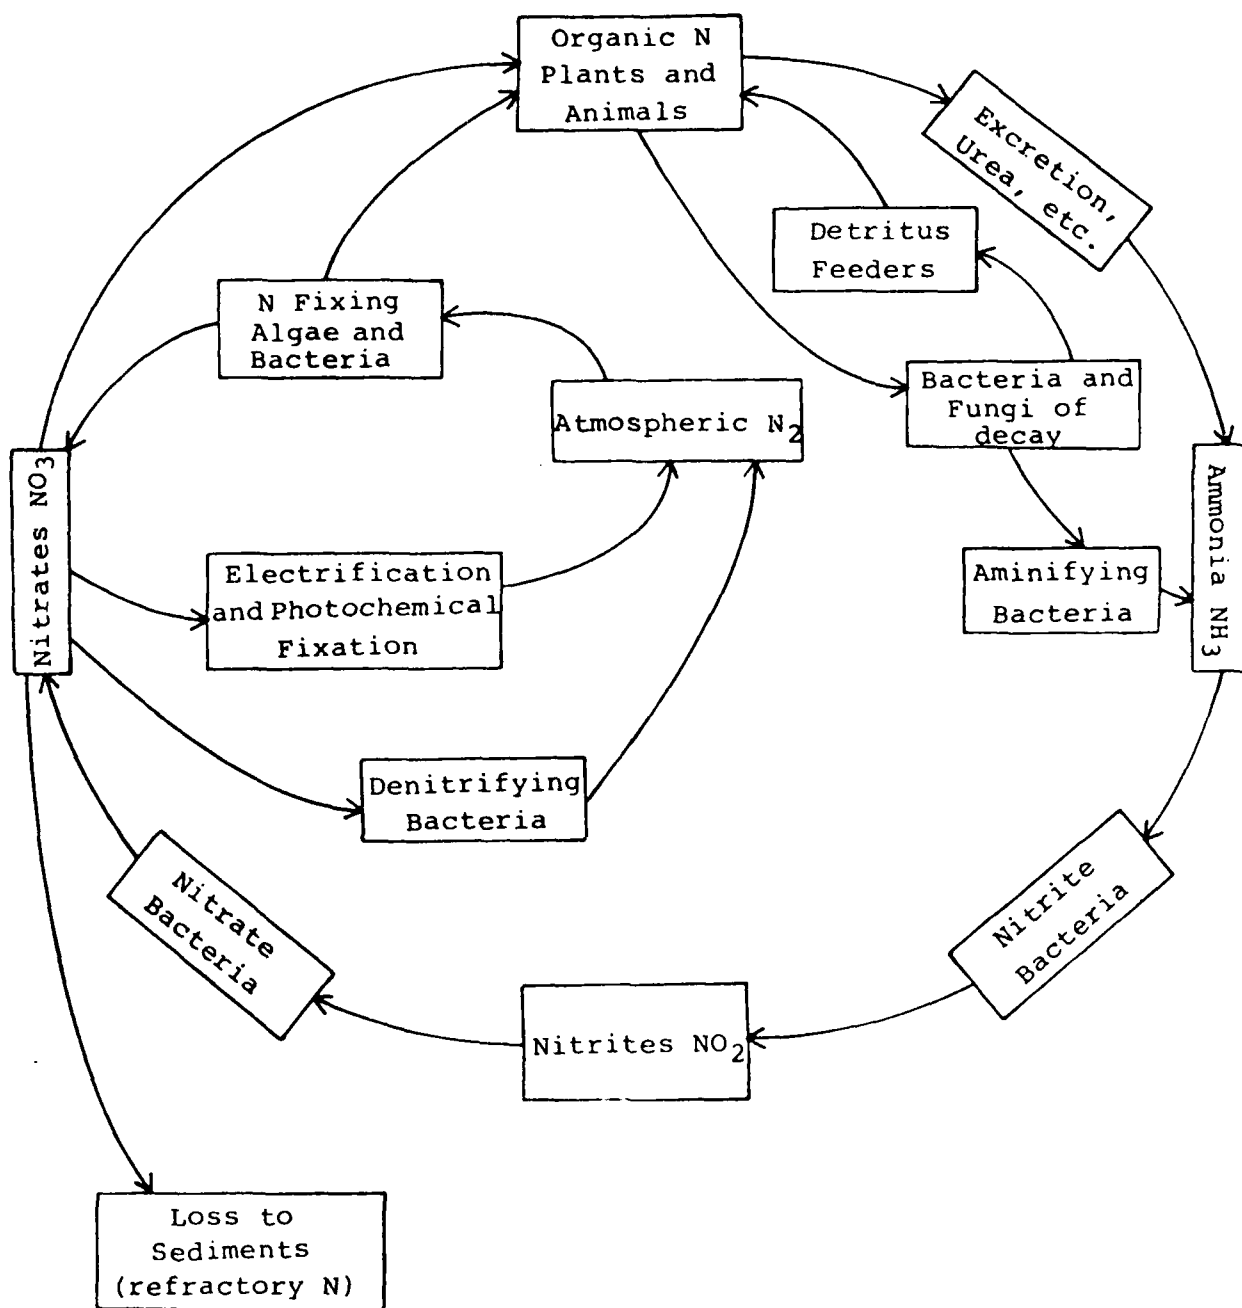 Organic N
Plants and
Animals
Excretion,
Urea, etc.
Detritus
Feeders
N Fixing
Algae and
Bacteria
Atmospheric N2
Bacteria and
Fungi of
decay
Nitrates NO3
Electrification
and Photochemical
Fixation
Aminifying
Bacteria
Ammonia NH3
Denitrifying
Bacteria
Nitrate
Bacteria
Nitrite
Bacteria
Nitrites NO2
Loss to
Sediments
(refractory N)